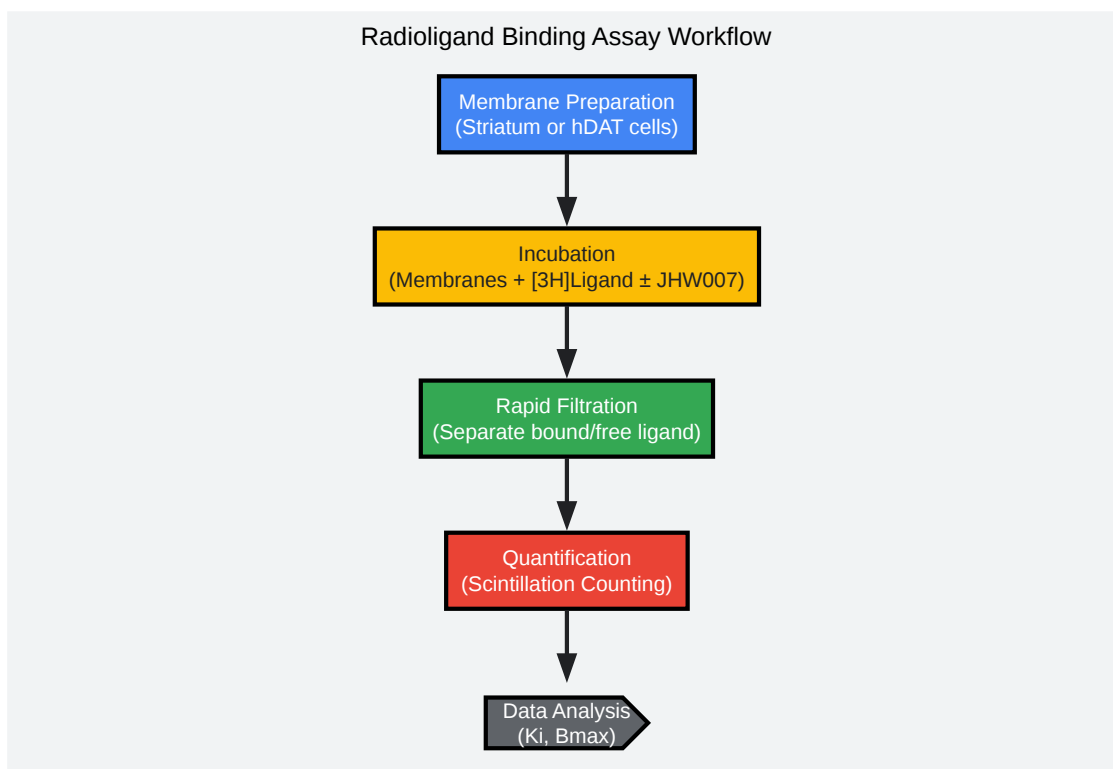 Radioligand Binding Assay Workflow
Membrane Preparation
(Striatum or hDAT cells)
Incubation
(Membranes + [3H]Ligand ± JHW007)
Rapid Filtration
(Separate bound/free ligand)
Quantification
(Scintillation Counting)
Data Analysis
(Ki, Bmax)